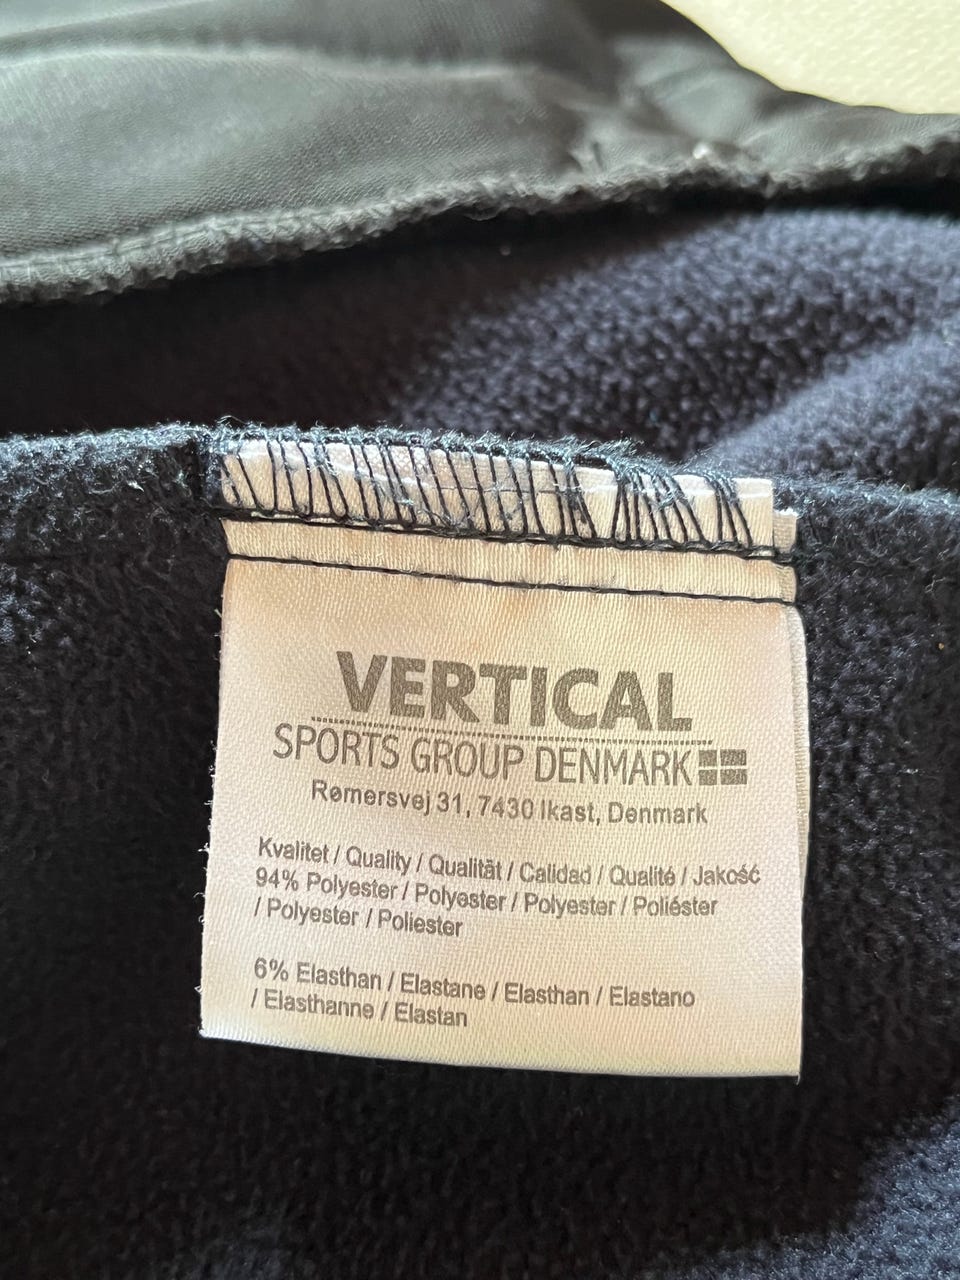 VERTICAL
SPORTS GROUP DENMARK
Rømersvej 31, 7430 Ikast, Denmark
Kvalitet / Quality / Qualität / Calidad / Qualité / Jakość
94% Polyester / Polyester / Polyester / Poliéster
/ Polyester / Poliester
6% Elasthan / Elastane / Elasthan / Elastano
/ Elasthanne / Elastan